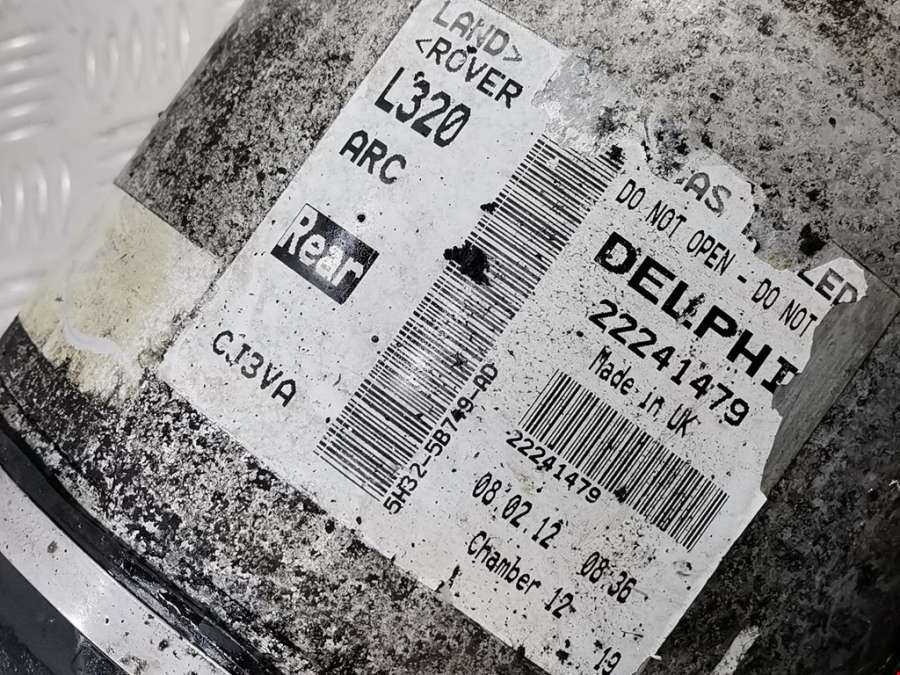 LAND>
<ROVER
L320
ARC
Rear
CJ3VA
5H32-5B749-AD
DO NOT OPEN - DO NOT
DELPHI
22241479
Made in UK
22241479
08.02.12 08:36
Chamber 12
19